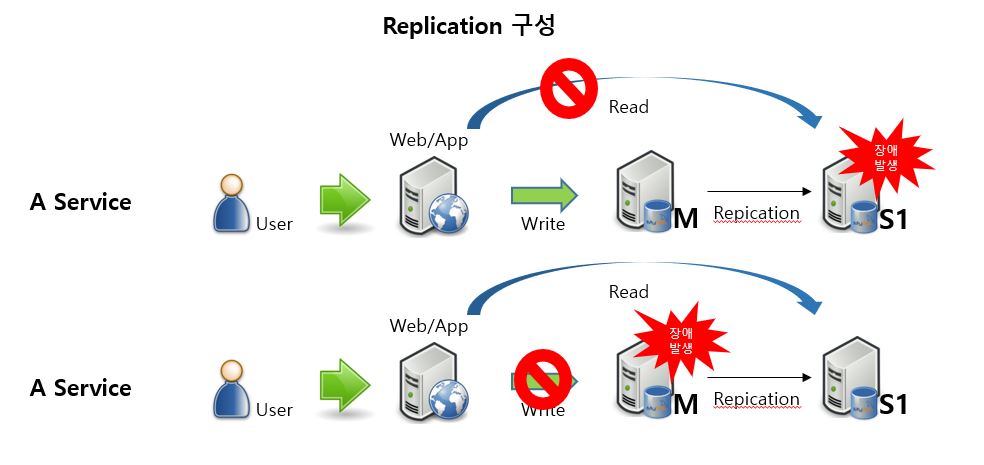 Replication 구성
Read
Web/App
장애
발생
A Service
User
Write
M
Repication
S1
Read
Web/App
장애
발생
A Service
User
Write
M
Repication
S1